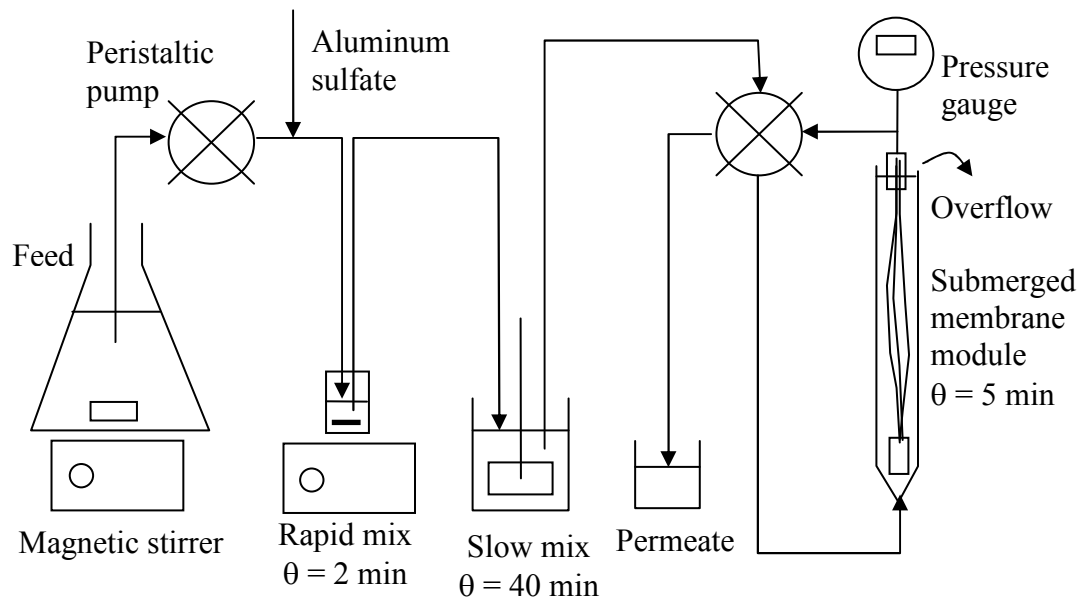 Peristaltic
pump
Aluminum
sulfate
Pressure
gauge
Overflow
Feed
Submerged
membrane
module
θ = 5 min
Magnetic stirrer
Rapid mix
θ = 2 min
Slow mix
θ = 40 min
Permeate